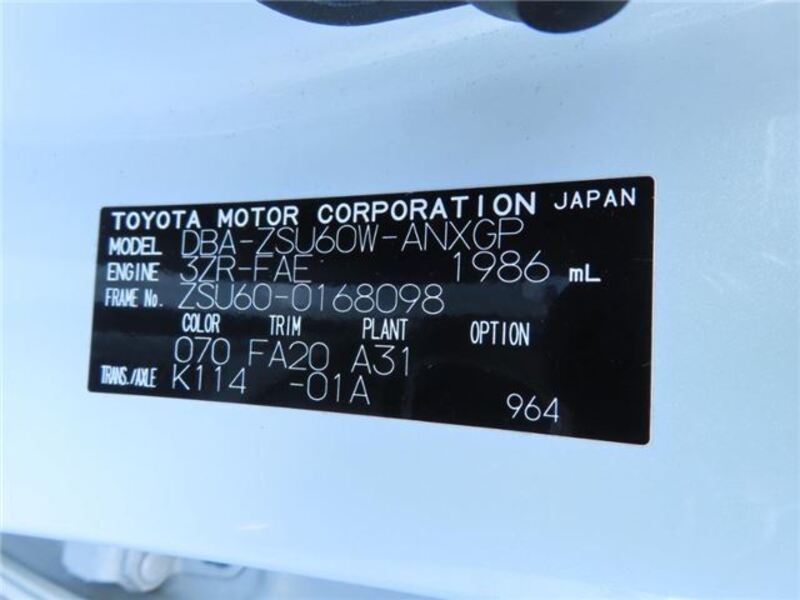 TOYOTA MOTOR CORPORATION JAPAN
MODEL DBA-ZSU60W-ANXGP
ENGINE 3ZR-FAE 1986 mL
FRAME No. ZSU60-0168098
COLOR TRIM PLANT OPTION
070 FA20 A31
TRANS./AXLE K114 -01A
964